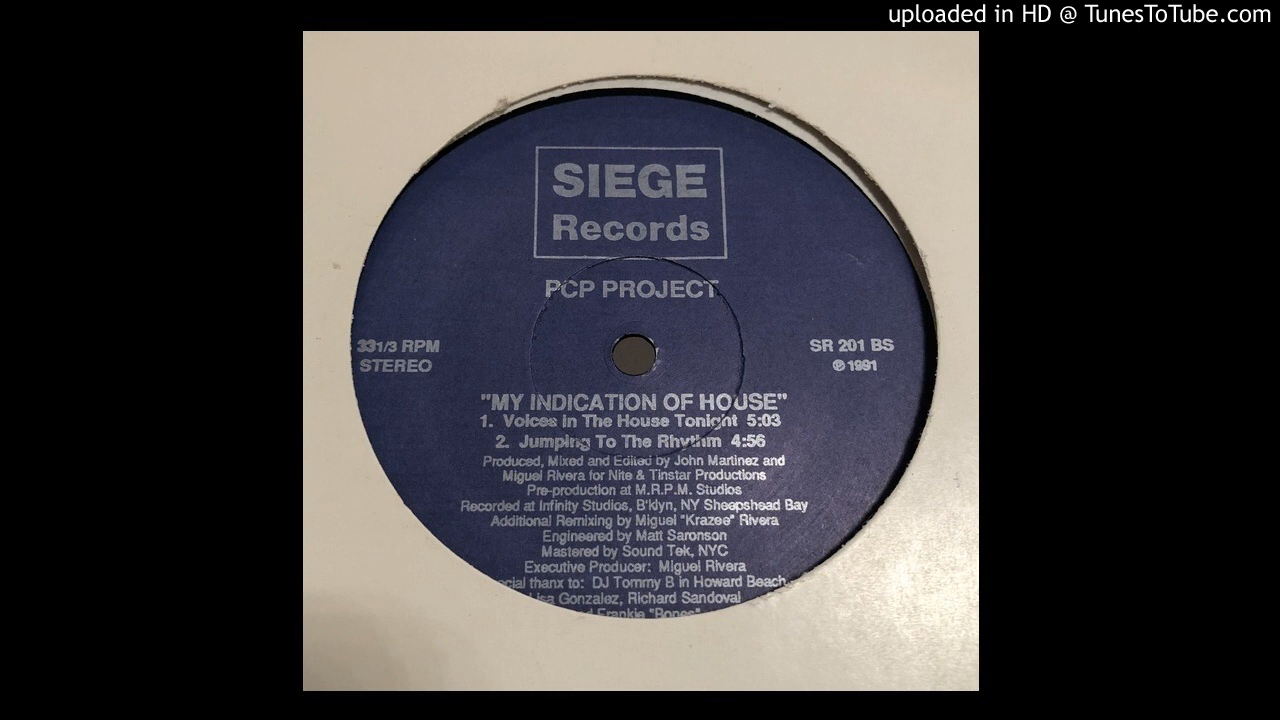 uploaded in HD @ TunesToTube.com
SIEGE
Records
PCP PROJECT
33 1/3 RPM
STEREO
SR 201 BS
℗ 1991
"MY INDICATION OF HOUSE"
1. Voices In The House Tonight 5:03
2. Jumping To The Rhythm 4:56
Produced, Mixed and Edited by John Martinez and
Miguel Rivera for Nite & Tinstar Productions
Pre-production at M.R.P.M. Studios
Recorded at Infinity Studios, B'klyn, NY Sheepshead Bay
Additional Remixing by Miguel "Krazee" Rivera
Engineered by Matt Saronson
Mastered by Sound Tek, NYC
Executive Producer: Miguel Rivera
thanx to: DJ Tommy B in Howard Beach
Gonzalez, Richard Sandoval
Frankie "Bones"